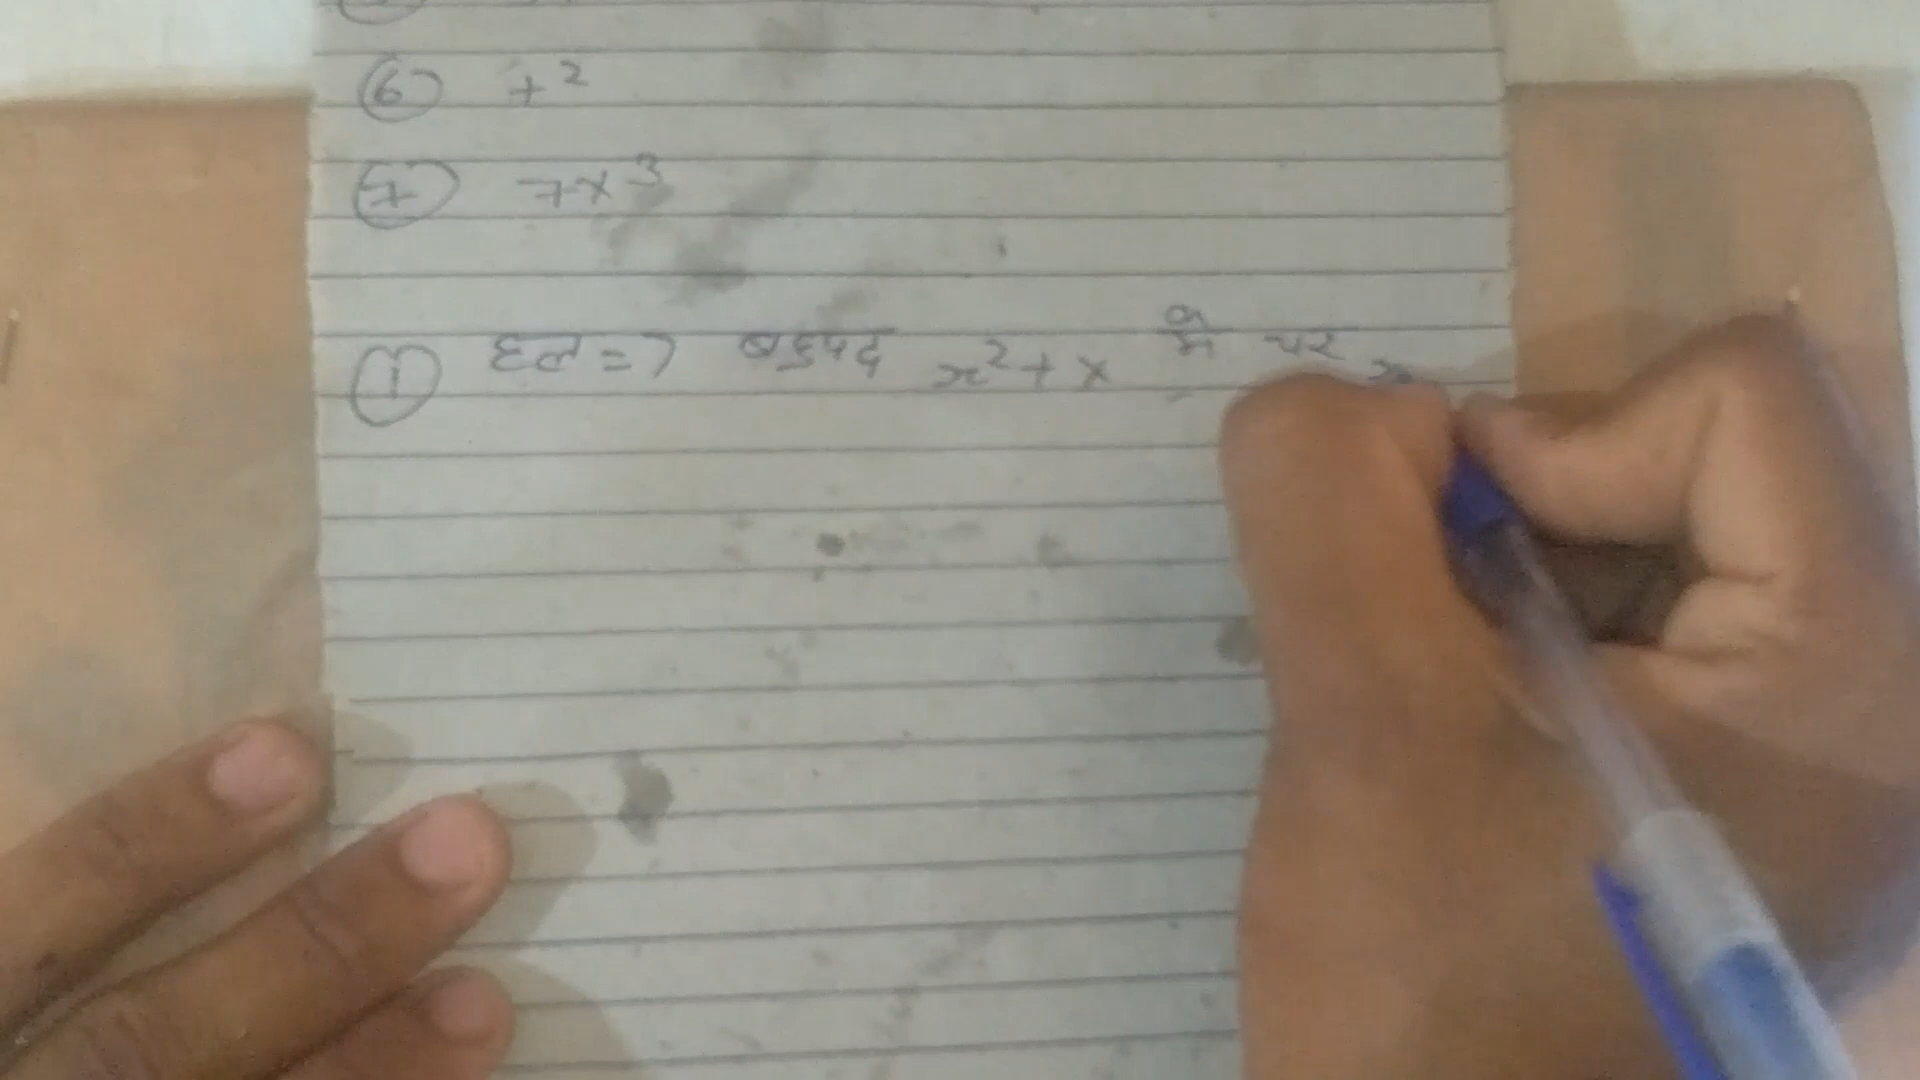 6 +²
7 7x³
1 हल => बहुपद x²+x में चर x